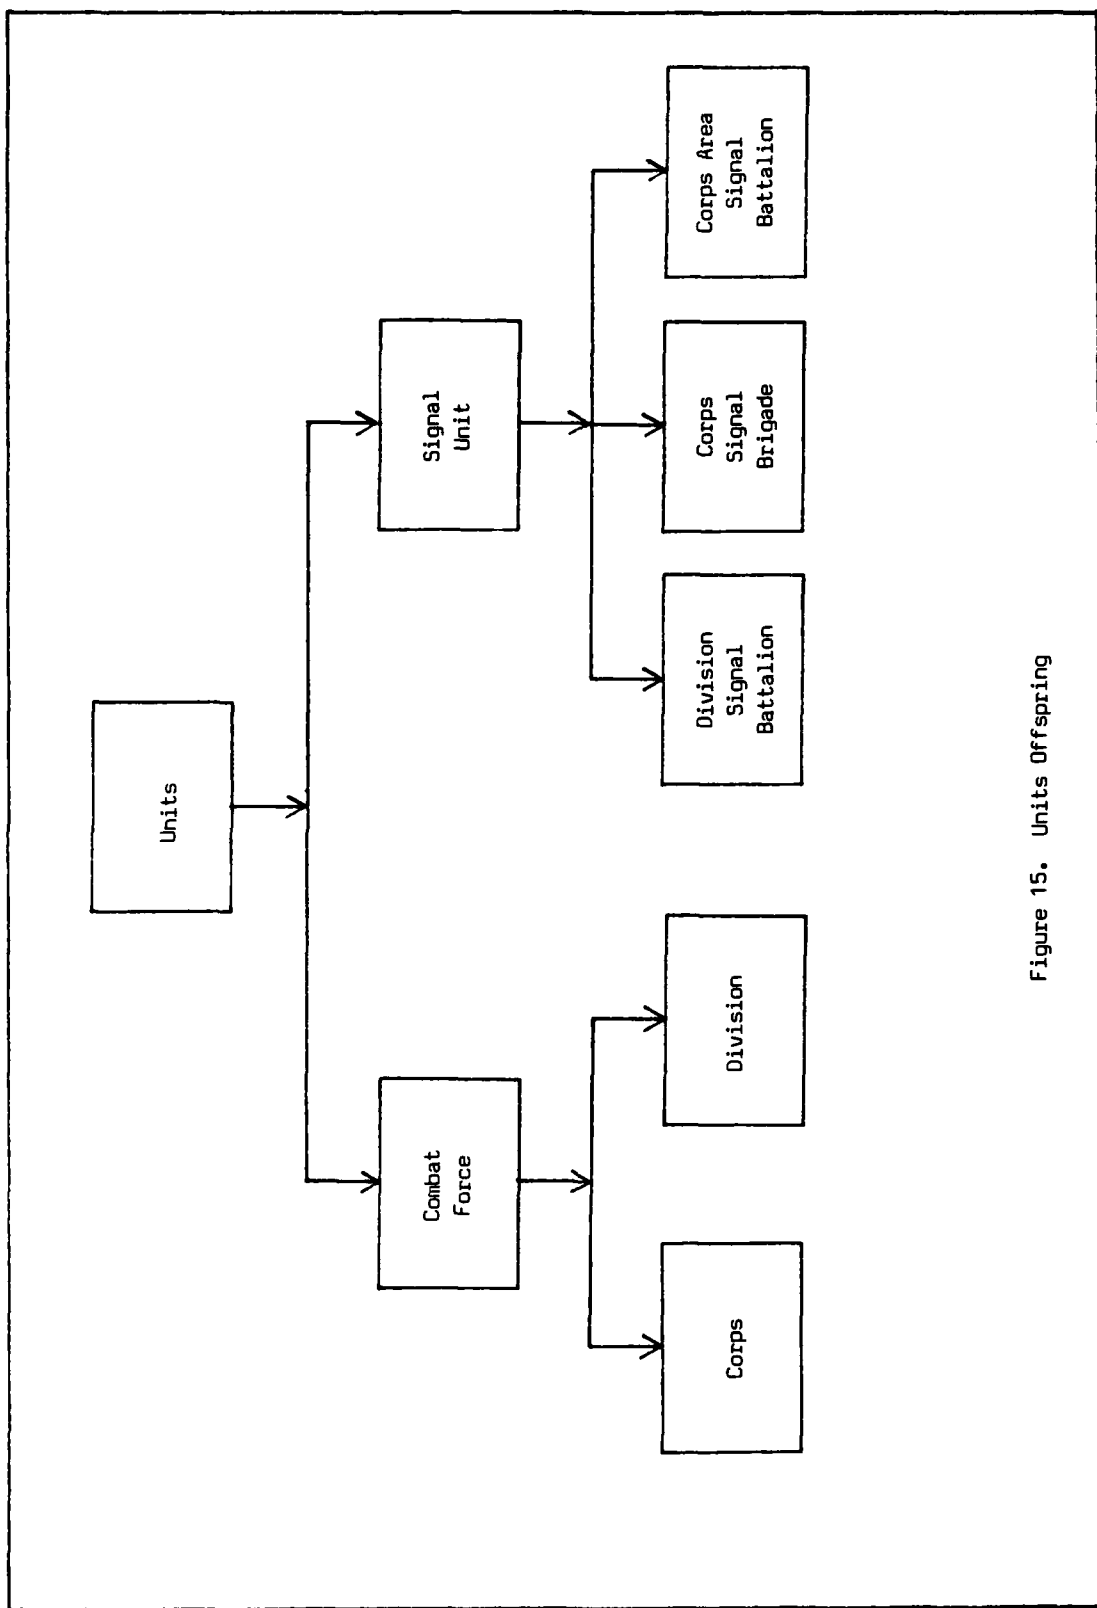 Units
Combat
Force
Signal
Unit
Corps
Division
Division
Signal
Battalion
Corps
Signal
Brigade
Corps Area
Signal
Battalion
Figure 15. Units Offspring